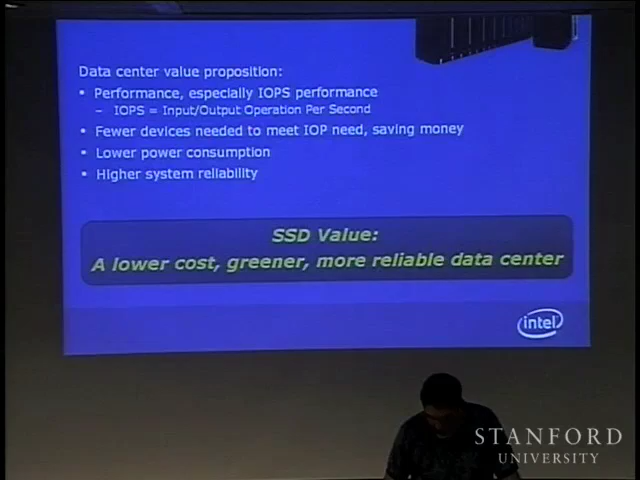 Data center value proposition:
• Performance, especially IOPS performance
– IOPS = Input/Output Operation Per Second
• Fewer devices needed to meet IOP need, saving money
• Lower power consumption
• Higher system reliability
SSD Value:
A lower cost, greener, more reliable data center
intel
STANFORD
UNIVERSITY